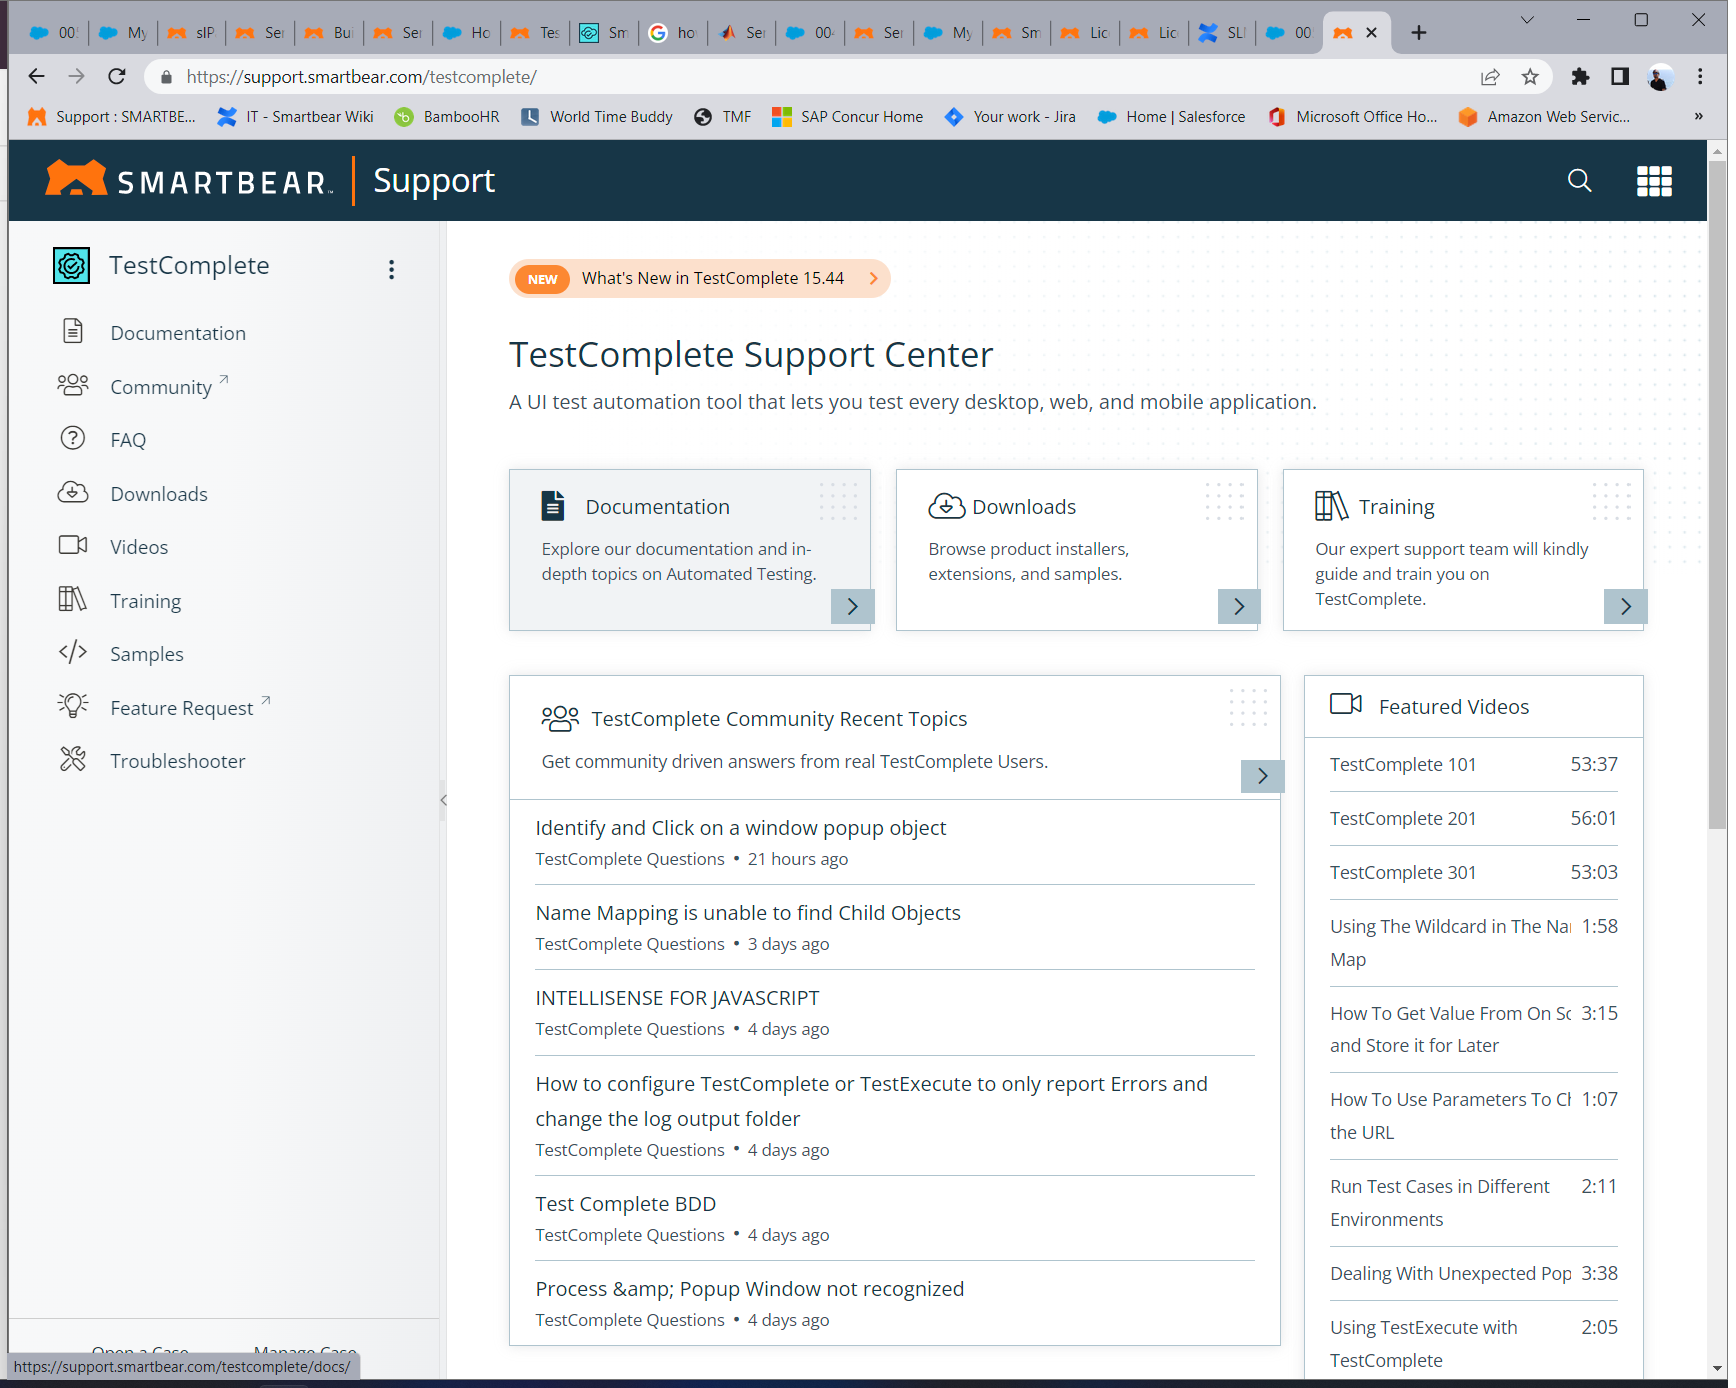 00
My
sIP
Ser
Bui
Ser
Ho
Tes
Sm
ho
Ser
00
Ser
My
Sm
Lic
Lic
SLI
00
https://support.smartbear.com/testcomplete/
Support : SMARTBE...
IT - Smartbear Wiki
BambooHR
World Time Buddy
TMF
SAP Concur Home
Your work - Jira
Home | Salesforce
Microsoft Office Ho...
Amazon Web Servic...
»
SMARTBEAR™ Support
TestComplete
Documentation
Community
FAQ
Downloads
Videos
Training
Samples
Feature Request
Troubleshooter
NEW What's New in TestComplete 15.44
TestComplete Support Center
A UI test automation tool that lets you test every desktop, web, and mobile application.
Documentation
Explore our documentation and in-
depth topics on Automated Testing.
Downloads
Browse product installers,
extensions, and samples.
Training
Our expert support team will kindly
guide and train you on
TestComplete.
TestComplete Community Recent Topics
Get community driven answers from real TestComplete Users.
Identify and Click on a window popup object
TestComplete Questions • 21 hours ago
Name Mapping is unable to find Child Objects
TestComplete Questions • 3 days ago
INTELLISENSE FOR JAVASCRIPT
TestComplete Questions • 4 days ago
How to configure TestComplete or TestExecute to only report Errors and
change the log output folder
TestComplete Questions • 4 days ago
Test Complete BDD
TestComplete Questions • 4 days ago
Process &amp; Popup Window not recognized
TestComplete Questions • 4 days ago
Featured Videos
TestComplete 101 53:37
TestComplete 201 56:01
TestComplete 301 53:03
Using The Wildcard in The Na 1:58
Map
How To Get Value From On Sc 3:15
and Store it for Later
How To Use Parameters To Ch 1:07
the URL
Run Test Cases in Different 2:11
Environments
Dealing With Unexpected Pop 3:38
Using TestExecute with 2:05
TestComplete
Open a Case Manage Case
https://support.smartbear.com/testcomplete/docs/